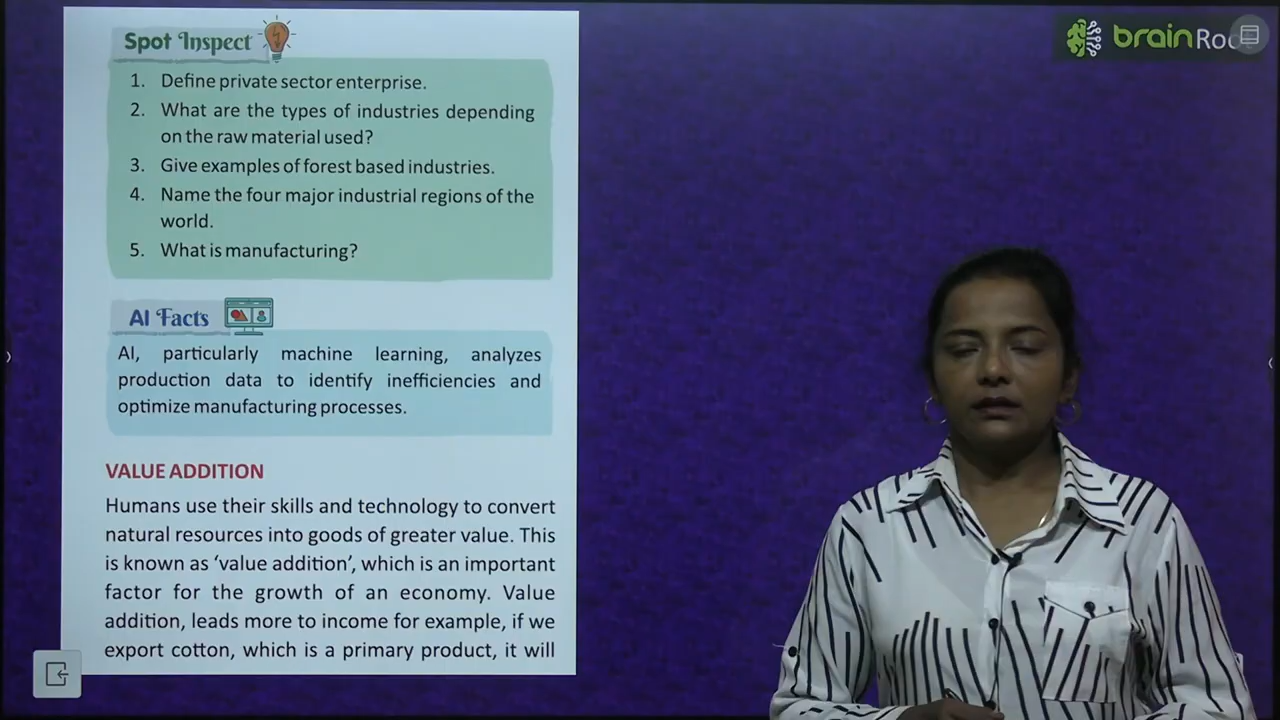 Spot Inspect
1. Define private sector enterprise.
2. What are the types of industries depending
on the raw material used?
3. Give examples of forest based industries.
4. Name the four major industrial regions of the
world.
5. What is manufacturing?
AI Facts
AI, particularly machine learning, analyzes
production data to identify inefficiencies and
optimize manufacturing processes.
VALUE ADDITION
Humans use their skills and technology to convert
natural resources into goods of greater value. This
is known as ‘value addition’, which is an important
factor for the growth of an economy. Value
addition, leads more to income for example, if we
export cotton, which is a primary product, it will
brain